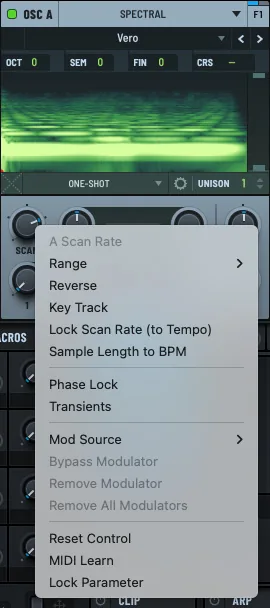 OSC A SPECTRAL F1
Vero
OCT 0 SEM 0 FIN 0 CRS –
ONE-SHOT UNISON 1
SCAN
A Scan Rate
Range
Reverse
1
Key Track
Lock Scan Rate (to Tempo)
ACROS
Sample Length to BPM
Phase Lock
Transients
Mod Source
Bypass Modulator
Remove Modulator
Remove All Modulators
Reset Control
MIDI Learn
Lock Parameter
CLIP ARP